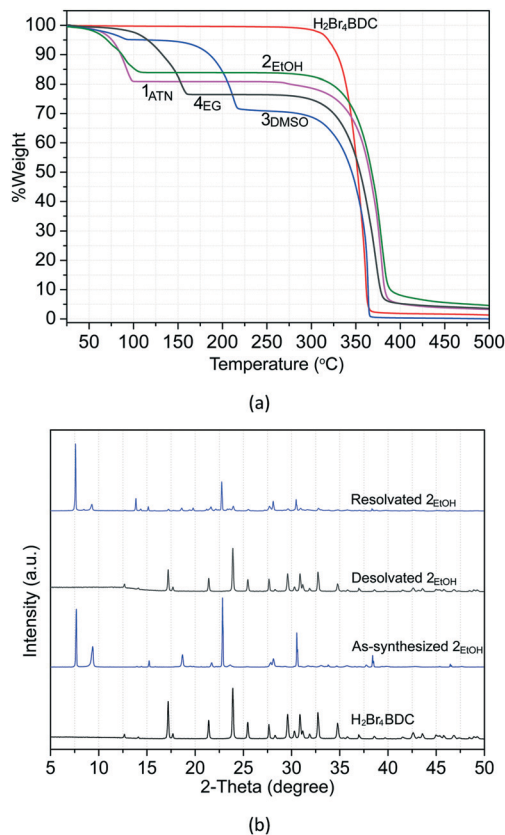 H₂Br₄BDC
2EtOH
1ATN
4EG
3DMSO
%Weight
100
90
80
70
60
50
40
30
20
10
0
50 100 150 200 250 300 350 400 450 500
Temperature (°C)
(a)
Resolvated 2EtOH
Desolvated 2EtOH
As-synthesized 2EtOH
H₂Br₄BDC
Intensity (a.u.)
5 10 15 20 25 30 35 40 45 50
2-Theta (degree)
(b)